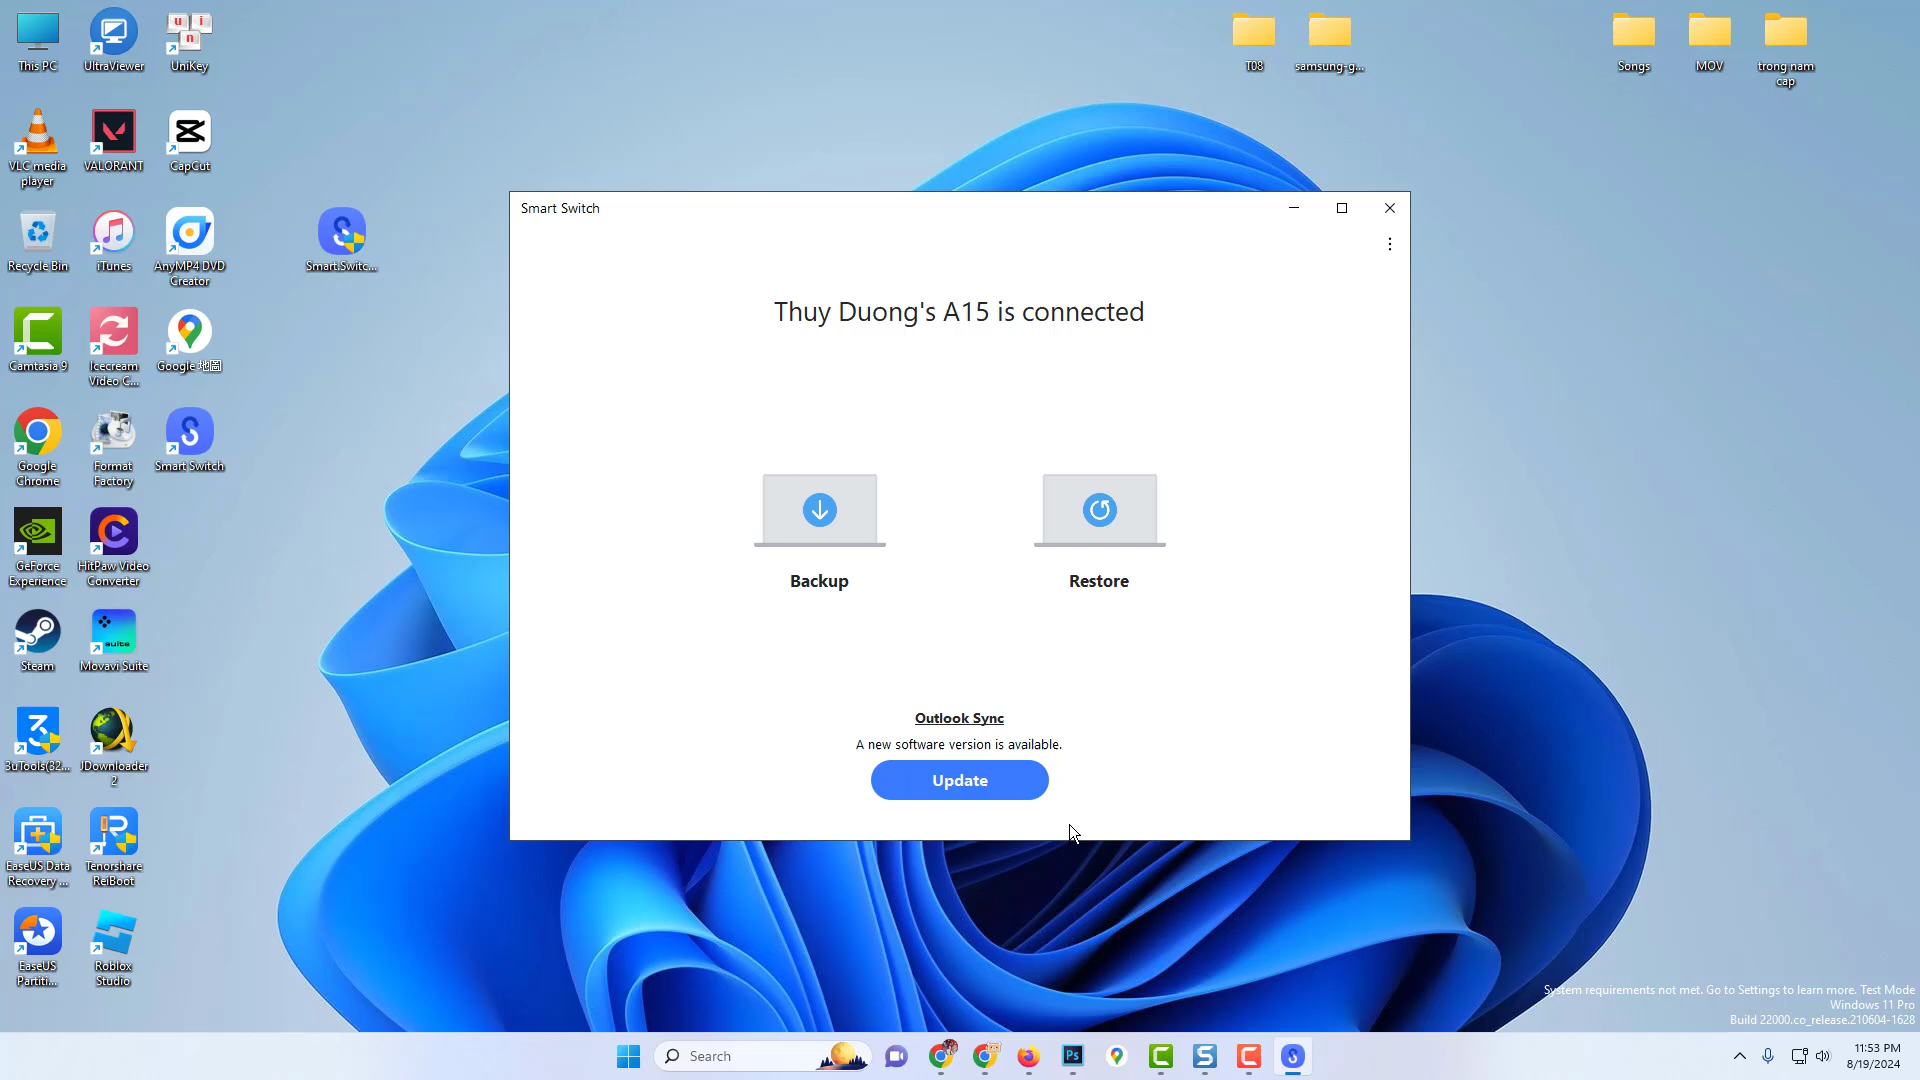 This PC
UltraViewer
UniKey
T08
samsung-g...
Songs
MOV
trong nam
cap
VLC media
player
VALORANT
CapCut
Recycle Bin
iTunes
AnyMP4 DVD
Creator
Smart.Switc...
Camtasia 9
Icecream
Video C...
Google 地圖
Google
Chrome
Format
Factory
Smart Switch
GeForce
Experience
HitPaw Video
Converter
Steam
Movavi Suite
3uTools(32...
JDownloader
2
EaseUS Data
Recovery ...
Tenorshare
ReiBoot
EaseUS
Partiti...
Roblox
Studio
Smart Switch
Thuy Duong's A15 is connected
Backup
Restore
Outlook Sync
A new software version is available.
Update
System requirements not met. Go to Settings to learn more. Test Mode
Windows 11 Pro
Build 22000.co_release.210604-1628
Search
11:53 PM
8/19/2024